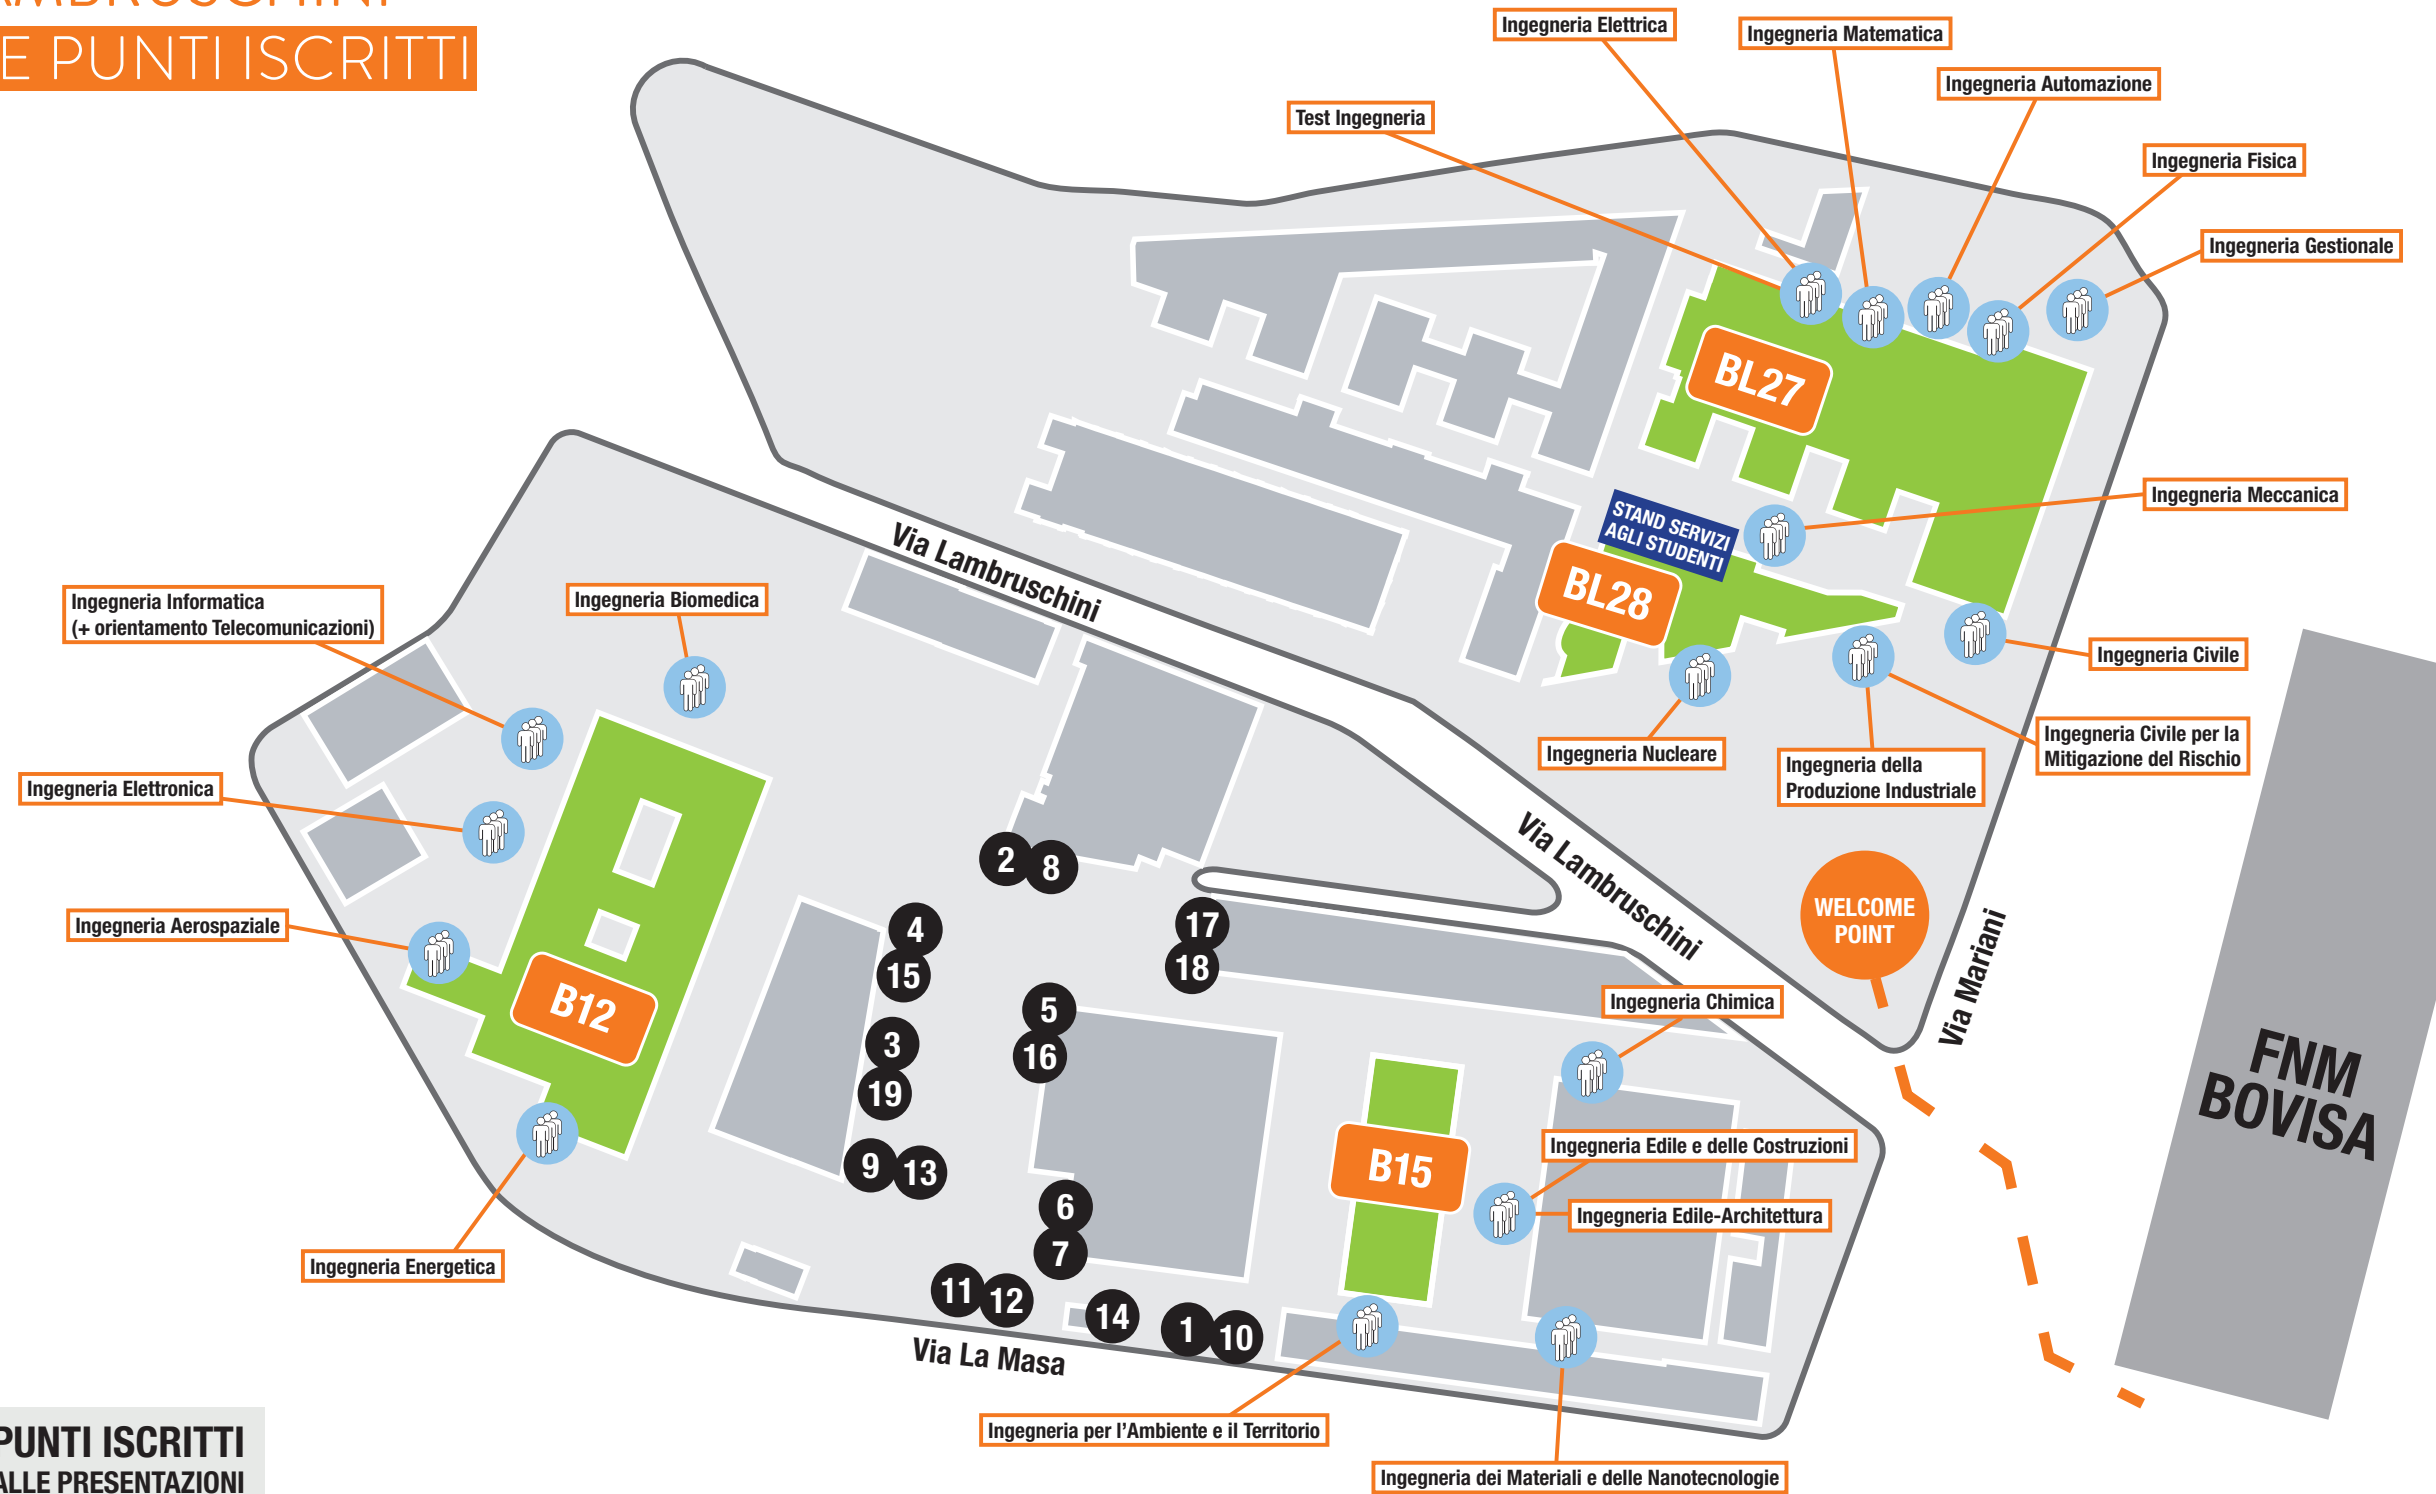 E PUNTI ISCRITTI
Ingegneria Elettrica
Ingegneria Matematica
Ingegneria Automazione
Test Ingegneria
Ingegneria Fisica
Ingegneria Gestionale
BL27
Ingegneria Meccanica
STAND SERVIZI
AGLI STUDENTI
BL28
Via Lambruschini
Ingegneria Informatica
(+ orientamento Telecomunicazioni)
Ingegneria Biomedica
Ingegneria Civile
Ingegneria Nucleare
Ingegneria della
Produzione Industriale
Ingegneria Civile per la
Mitigazione del Rischio
Ingegneria Elettronica
Ingegneria Aerospaziale
B12
2
8
4
15
17
18
5
16
3
19
9
13
6
7
11
12
14
1
10
Via Lambruschini
WELCOME
POINT
Via Mariani
FNM
BOVISA
Ingegneria Chimica
B15
Ingegneria Edile e delle Costruzioni
Ingegneria Edile-Architettura
Ingegneria Energetica
Via La Masa
Ingegneria per l'Ambiente e il Territorio
Ingegneria dei Materiali e delle Nanotecnologie
PUNTI ISCRITTI
ALLE PRESENTAZIONI